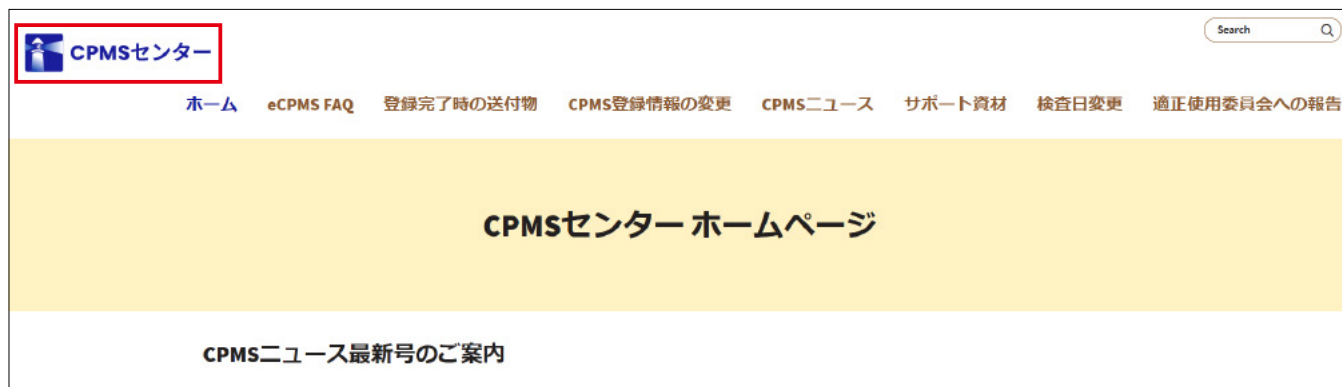 Search
CPMSセンター
ホーム eCPMS FAQ 登録完了時の送付物 CPMS登録情報の変更 CPMSニュース サポート資材 検査日変更 適正使用委員会への報告
CPMSセンター ホームページ
CPMSニュース最新号のご案内